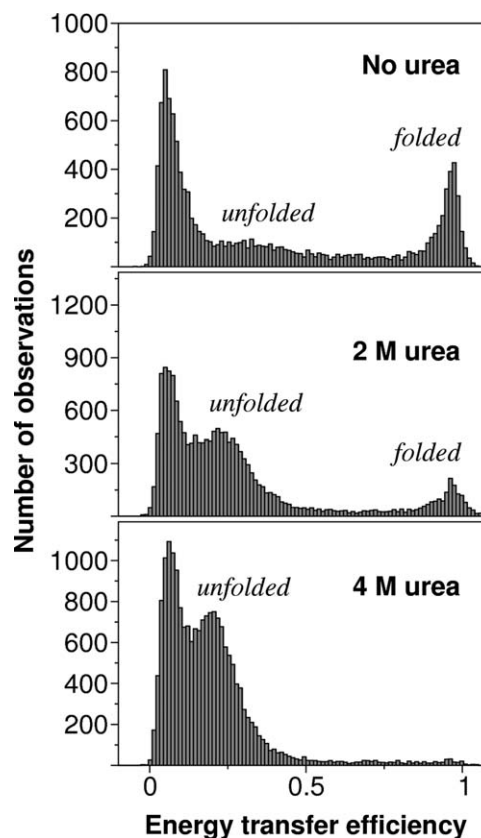 Number of observations
1000
800
600
400
200
No urea
folded
unfolded
1200
900
600
300
2 M urea
unfolded
folded
1000
800
600
400
200
4 M urea
unfolded
0
0.5
1
Energy transfer efficiency